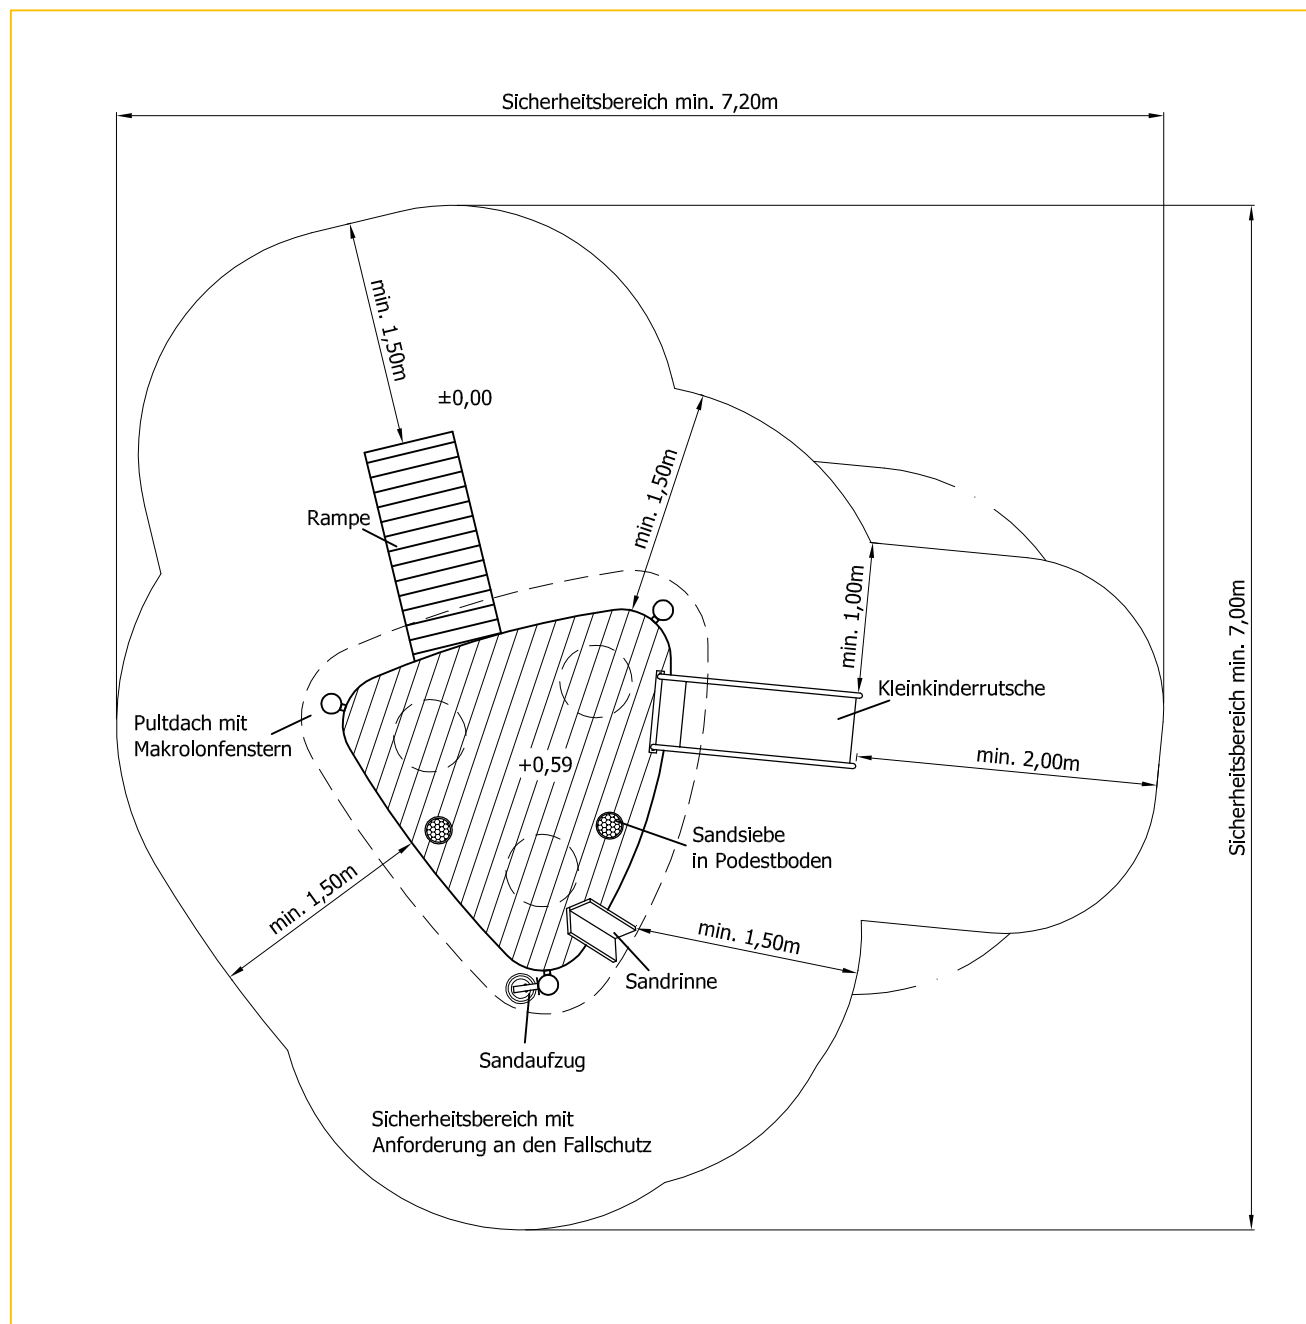 Sicherheitsbereich min. 7,20m
min. 1,50m
±0,00
min. 1,50m
Rampe
min. 1,00m
Sicherheitsbereich min. 7,00m
Kleinkinderrutsche
Pultdach mit
Makrolonfenstern
+0,59
min. 2,00m
Sandsiebe
in Podestboden
min. 1,50m
min. 1,50m
Sandrinne
Sandaufzug
Sicherheitsbereich mit
Anforderung an den Fallschutz